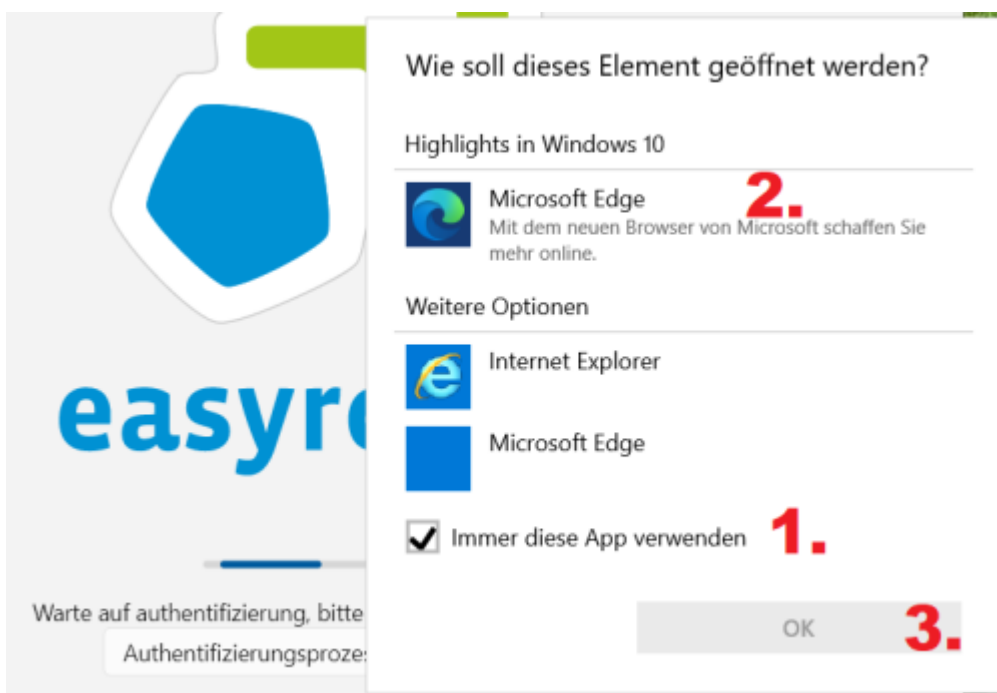 Wie soll dieses Element geöffnet werden?
Highlights in Windows 10
Microsoft Edge
2.
Mit dem neuen Browser von Microsoft schaffen Sie
mehr online.
Weitere Optionen
Internet Explorer
Microsoft Edge
Immer diese App verwenden
1.
OK
3.
easyr
Warte auf authentifizierung, bitte
Authentifizierungsproze